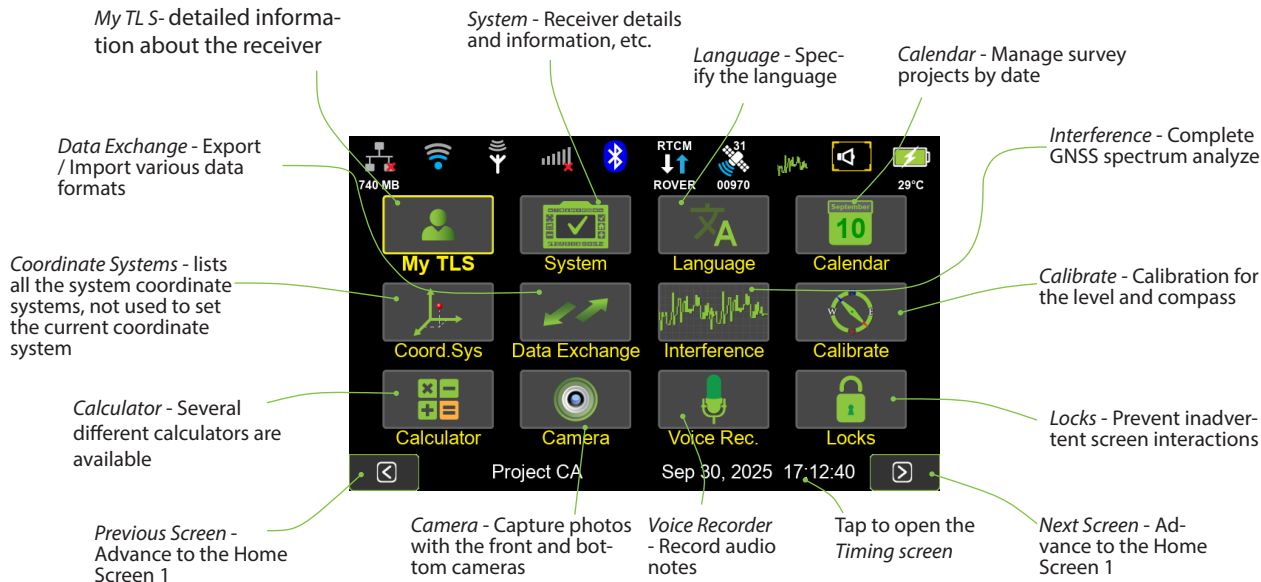 My TL S- detailed informa-
tion about the receiver
System - Receiver details
and information, etc.
Language - Spec-
ify the language
Calendar - Manage survey
projects by date
Data Exchange - Export
/ Import various data
formats
Interference - Complete
GNSS spectrum analyze
Coordinate Systems - lists
all the system coordinate
systems, not used to set
the current coordinate
system
Calibrate - Calibration for
the level and compass
Calculator - Several
different calculators are
available
Locks - Prevent inadver-
tent screen interactions
RTCM
31
740 MB
ROVER
00970
29°C
September
10
My TLS
System
Language
Calendar
W
E
Coord.Sys
Data Exchange
Interference
Calibrate
Calculator
Camera
Voice Rec.
Locks
Project CA
Sep 30, 2025 17:12:40
Previous Screen -
Advance to the Home
Screen 1
Camera - Capture photos
with the front and bot-
tom cameras
Voice Recorder
- Record audio
notes
Tap to open the
Timing screen
Next Screen - Ad-
vance to the Home
Screen 1